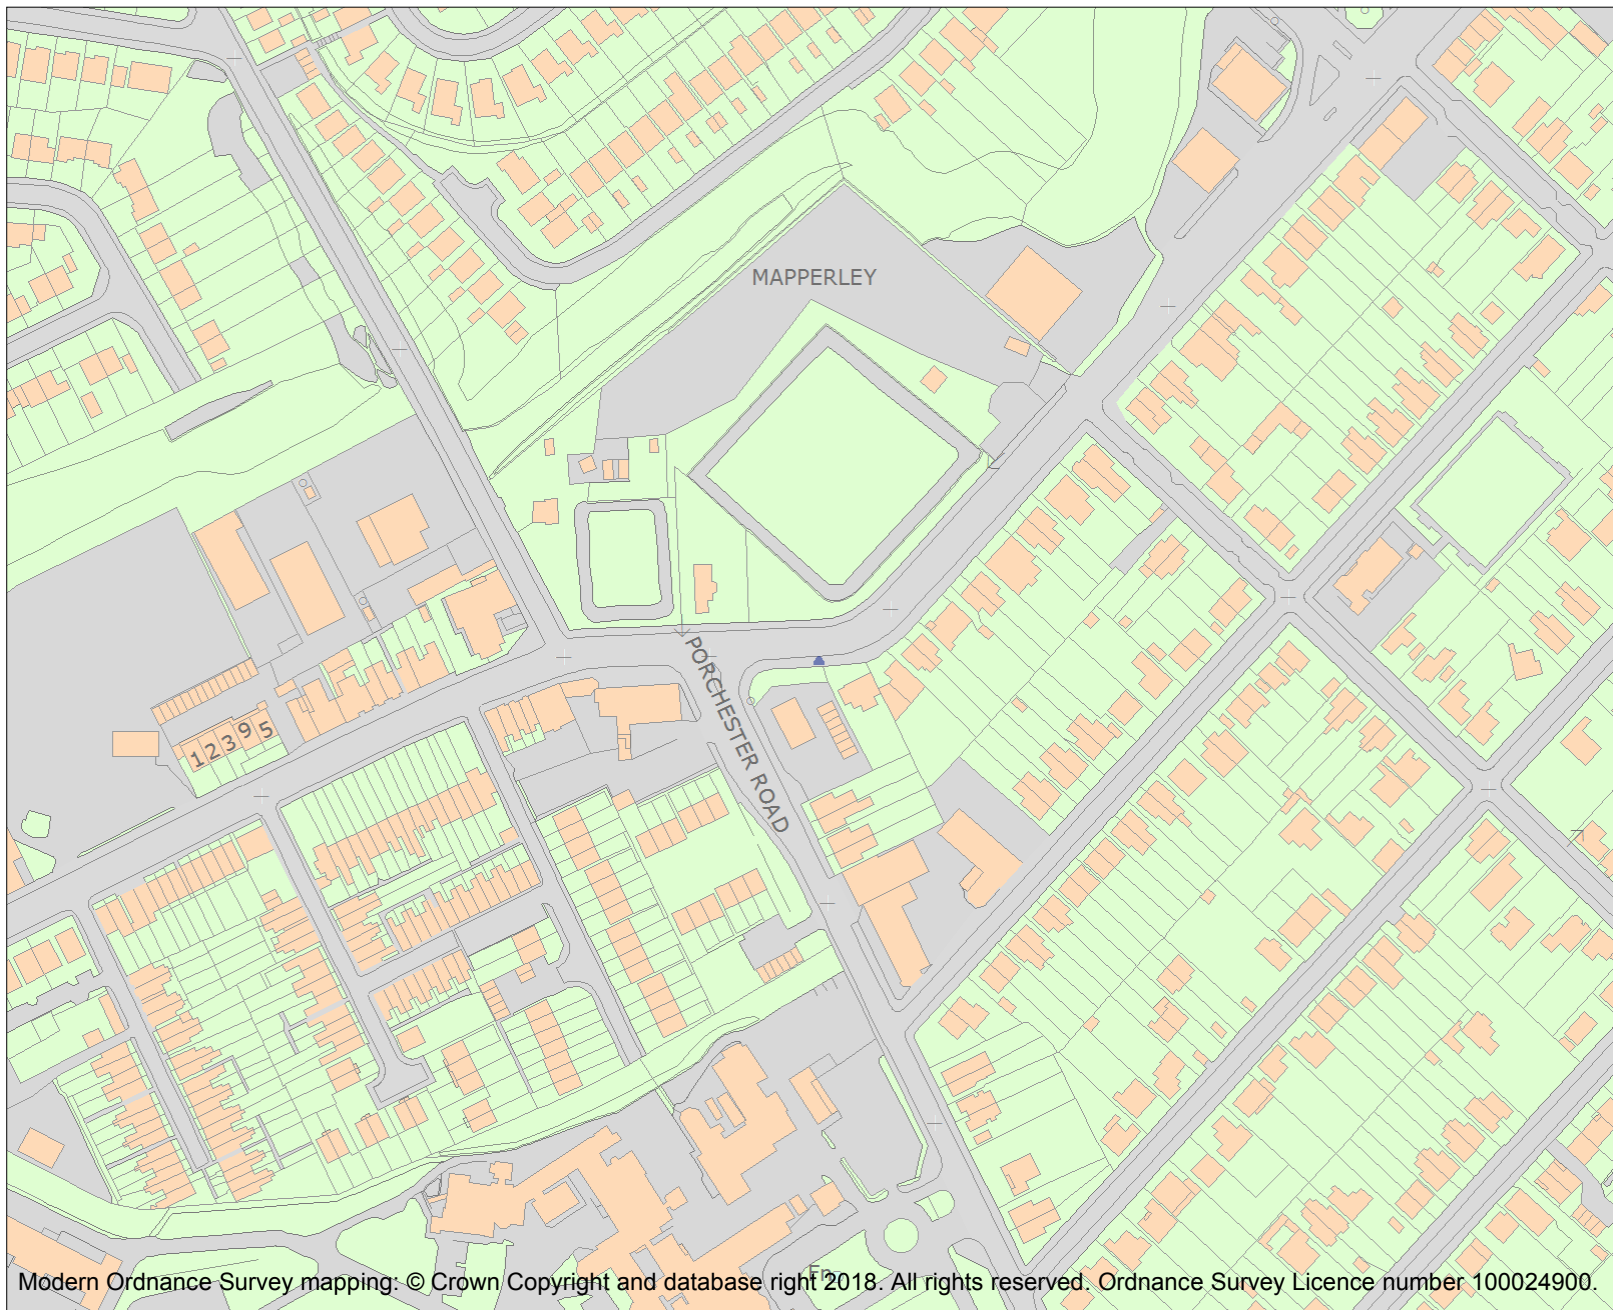 MAPPERLEY
PORCHESTER ROAD
1 2 3 9 5
Fn
Modern Ordnance Survey mapping: © Crown Copyright and database right 2018. All rights reserved. Ordnance Survey Licence number 100024900.